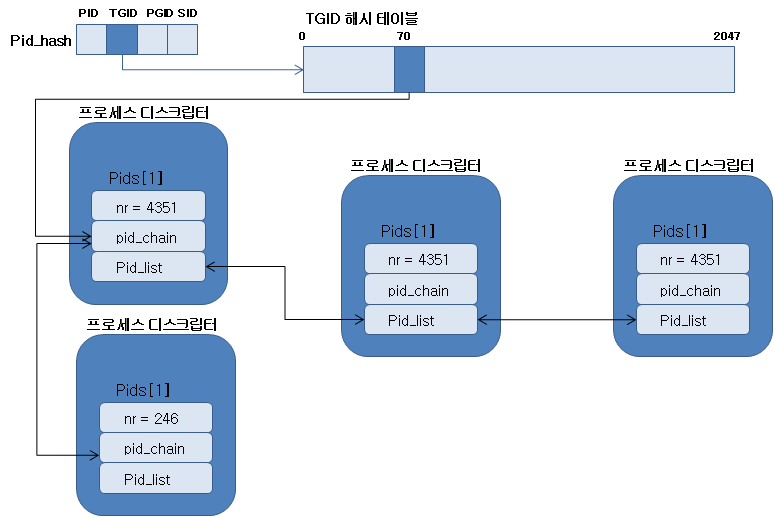 PID TGID PGID SID
Pid_hash
TGID 해시 테이블
0 70 2047
프로세스 디스크립터
Pids[1]
nr = 4351
pid_chain
Pid_list
프로세스 디스크립터
Pids[1]
nr = 4351
pid_chain
Pid_list
프로세스 디스크립터
Pids[1]
nr = 4351
pid_chain
Pid_list
프로세스 디스크립터
Pids[1]
nr = 246
pid_chain
Pid_list